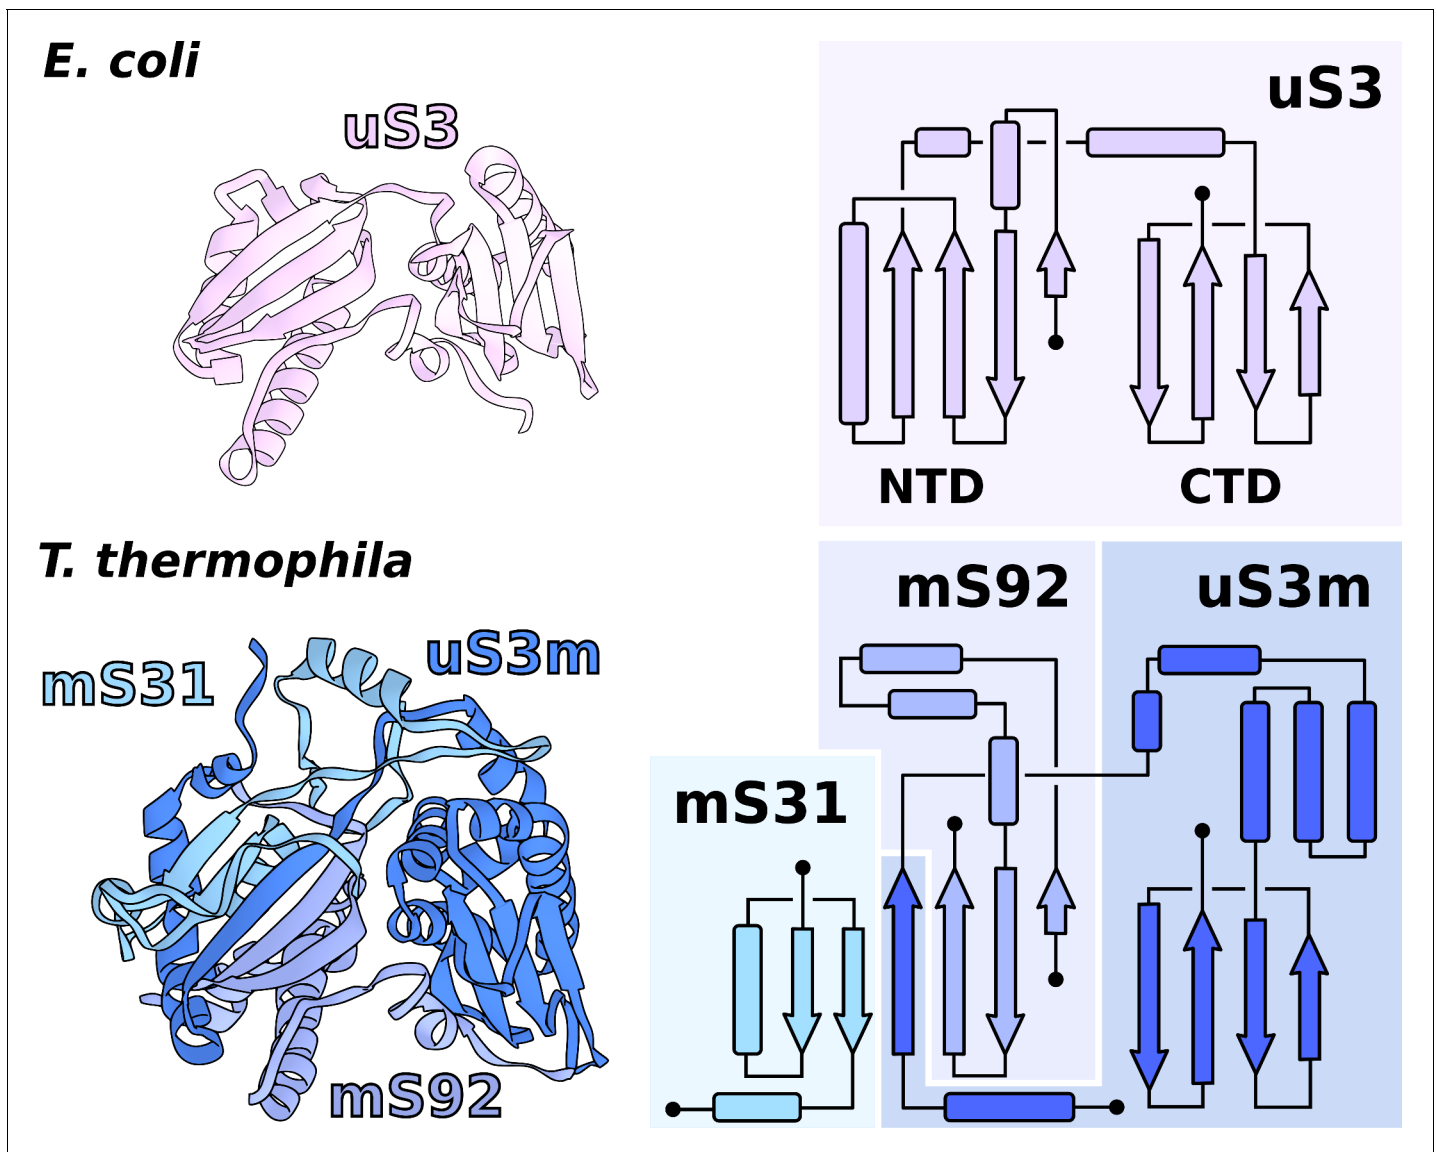 E. coli
uS3
uS3
NTD
CTD
T. thermophila
mS31
uS3m
mS92
mS92
uS3m
mS31